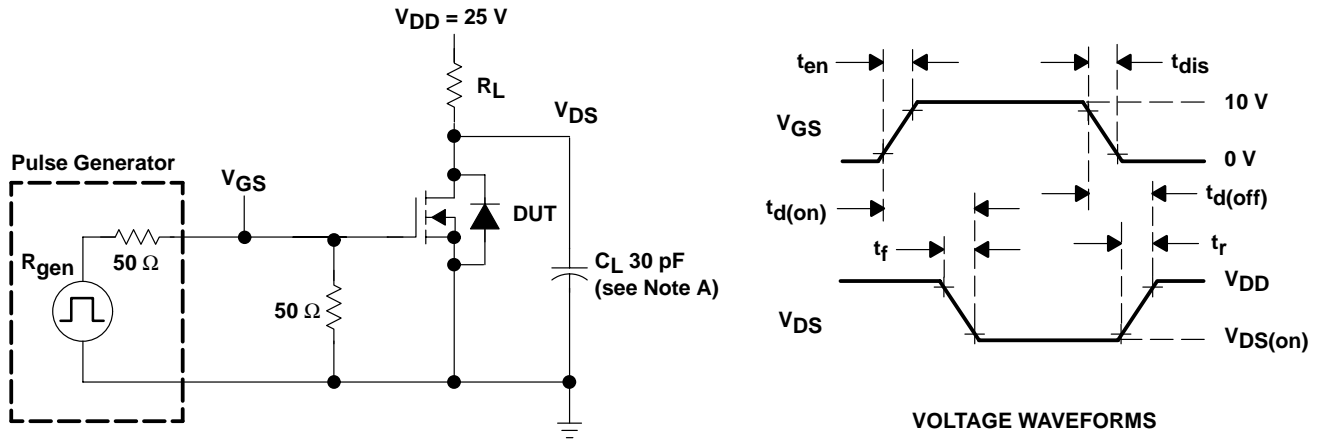 VDD = 25 V
RL
VDS
Pulse Generator
VGS
Rgen
50 Ω
50 Ω
DUT
CL 30 pF
(see Note A)
ten
tdis
10 V
VGS
0 V
td(on)
td(off)
tf
tr
VDD
VDS
VDS(on)
VOLTAGE WAVEFORMS